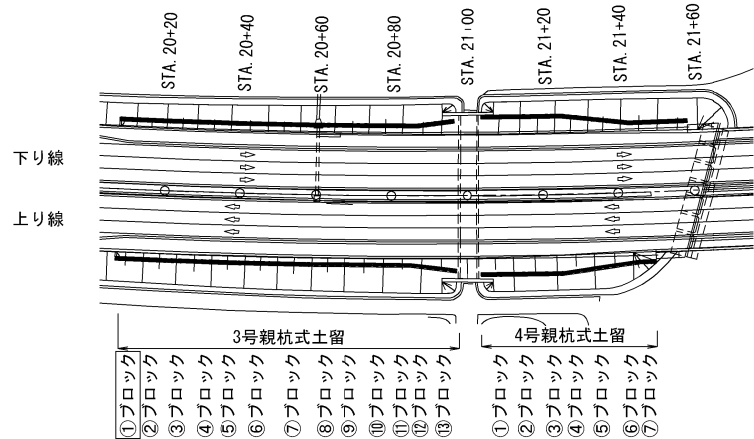 STA. 20+20
STA. 20+40
STA. 20+60
STA. 20+80
STA. 21+00
STA. 21+20
STA. 21+40
STA. 21+60
下り線
上り線
3号親杭式土留
4号親杭式土留
①ブロック
②ブロック
③ブロック
④ブロック
⑤ブロック
⑥ブロック
⑦ブロック
⑧ブロック
⑨ブロック
⑩ブロック
⑪ブロック
⑫ブロック
⑬ブロック
①ブロック
②ブロック
③ブロック
④ブロック
⑤ブロック
⑥ブロック
⑦ブロック